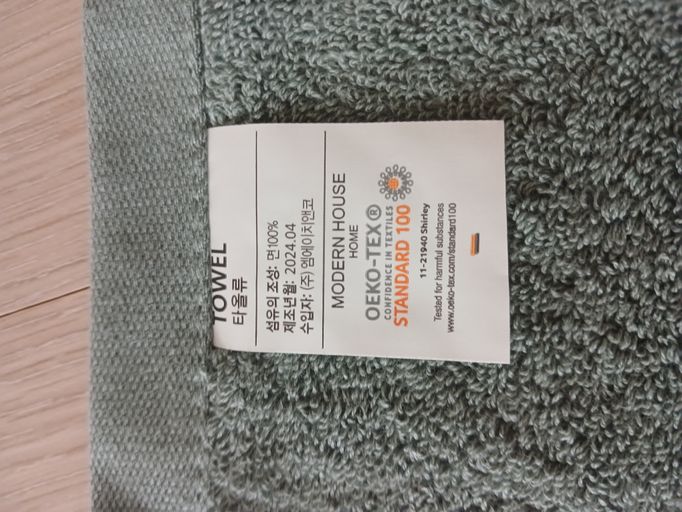 TOWEL
타올류
섬유의 조성: 면100%
제조년월: 2024.04
수입자: (주) 엠에이치앤코
MODERN HOUSE
HOME
OEKO-TEX®
CONFIDENCE IN TEXTILES
STANDARD 100
11-21940 Shirley
Tested for harmful substances
www.oeko-tex.com/standard100